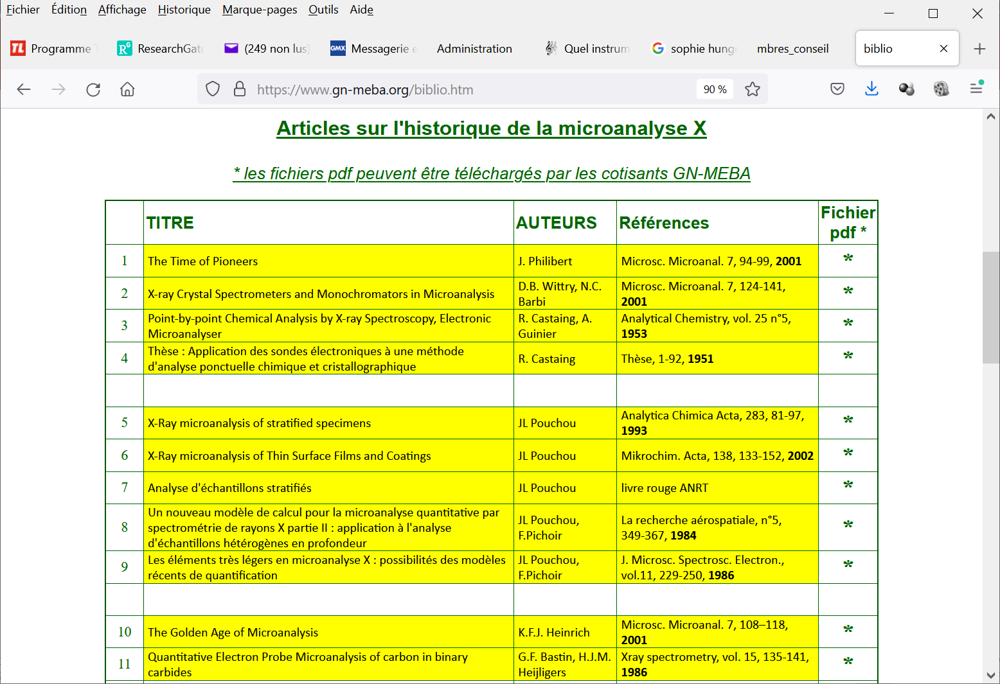 Fichier Édition Affichage Historique Marque-pages Outils Aide
TL Programme RG ResearchGat (249 non lus) GMX Messagerie e Administration Quel instrum G sophie hung mbres_conseil biblio
https://www.gn-meba.org/biblio.htm 90 %
Articles sur l'historique de la microanalyse X
* les fichiers pdf peuvent être téléchargés par les cotisants GN-MEBA
TITRE AUTEURS Références Fichier pdf *
1 The Time of Pioneers J. Philibert Microsc. Microanal. 7, 94-99, 2001 *
2 X-ray Crystal Spectrometers and Monochromators in Microanalysis D.B. Wittry, N.C. Barbi Microsc. Microanal. 7, 124-141, 2001 *
3 Point-by-point Chemical Analysis by X-ray Spectroscopy, Electronic Microanalyser R. Castaing, A. Guinier Analytical Chemistry, vol. 25 n°5, 1953 *
4 Thèse : Application des sondes électroniques à une méthode d'analyse ponctuelle chimique et cristallographique R. Castaing Thèse, 1-92, 1951 *
5 X-Ray microanalysis of stratified specimens JL Pouchou Analytica Chimica Acta, 283, 81-97, 1993 *
6 X-Ray microanalysis of Thin Surface Films and Coatings JL Pouchou Mikrochim. Acta, 138, 133-152, 2002 *
7 Analyse d'échantillons stratifiés JL Pouchou livre rouge ANRT *
8 Un nouveau modèle de calcul pour la microanalyse quantitative par spectrométrie de rayons X partie II : application à l'analyse d'échantillons hétérogènes en profondeur JL Pouchou, F.Pichoir La recherche aérospatiale, n°5, 349-367, 1984 *
9 Les éléments très légers en microanalyse X : possibilités des modèles récents de quantification JL Pouchou, F.Pichoir J. Microsc. Spectrosc. Electron., vol.11, 229-250, 1986 *
10 The Golden Age of Microanalysis K.F.J. Heinrich Microsc. Microanal. 7, 108–118, 2001 *
11 Quantitative Electron Probe Microanalysis of carbon in binary carbides G.F. Bastin, H.J.M. Heijligers Xray spectrometry, vol. 15, 135-141, 1986 *